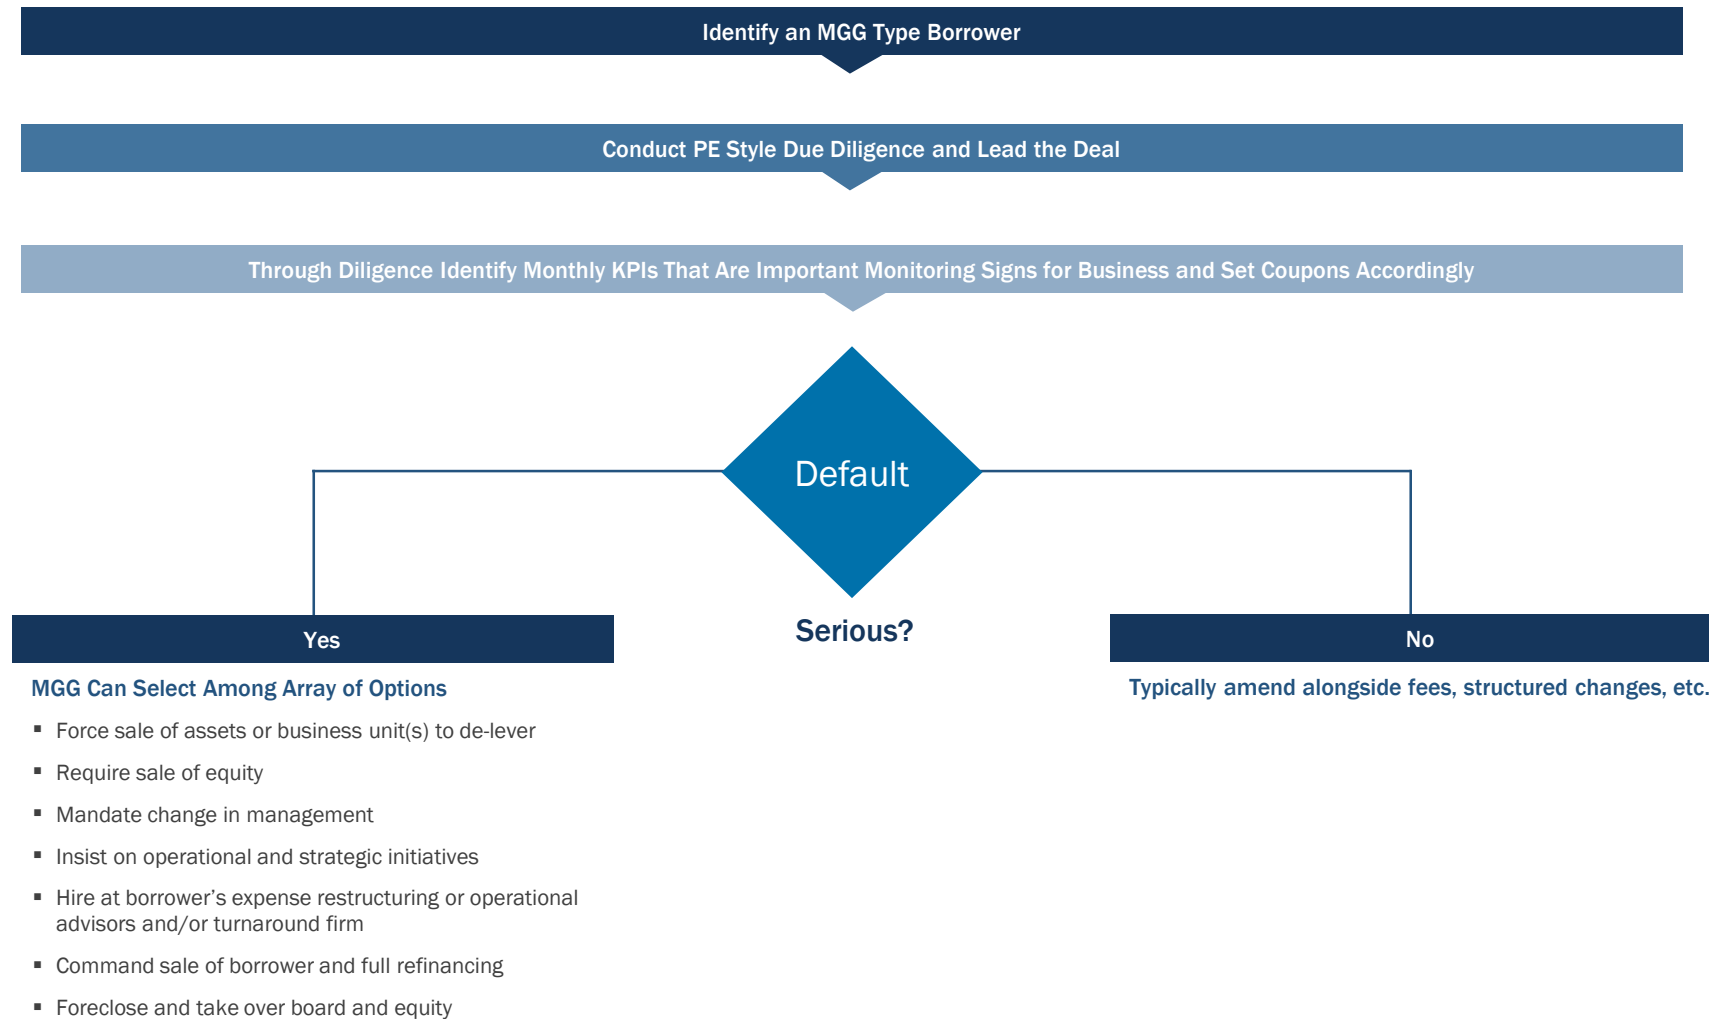 Identify an MGG Type Borrower
Conduct PE Style Due Diligence and Lead the Deal
Through Diligence Identify Monthly KPIs That Are Important Monitoring Signs for Business and Set Coupons Accordingly
Default
Serious?
Yes
MGG Can Select Among Array of Options
▪ Force sale of assets or business unit(s) to de-lever
▪ Require sale of equity
▪ Mandate change in management
▪ Insist on operational and strategic initiatives
▪ Hire at borrower’s expense restructuring or operational
advisors and/or turnaround firm
▪ Command sale of borrower and full refinancing
▪ Foreclose and take over board and equity
No
Typically amend alongside fees, structured changes, etc.